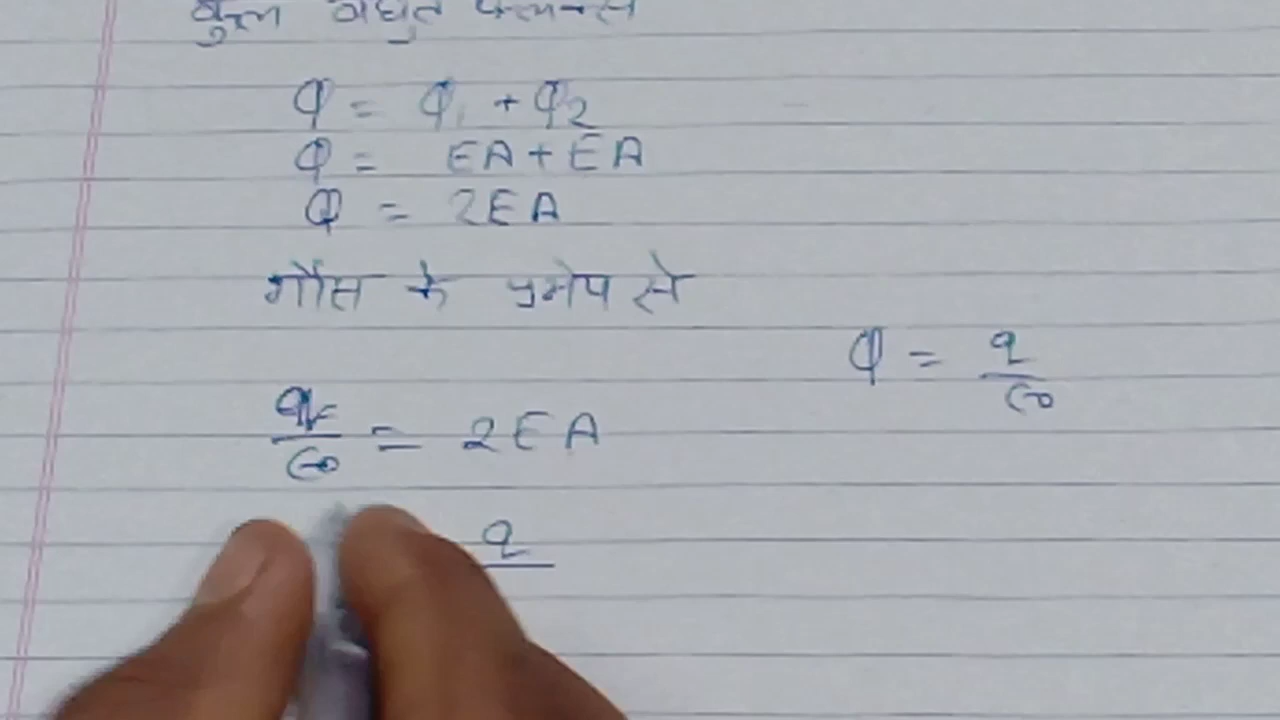 कुल वैधुत फ्लक्स
φ = φ₁ + φ₂
φ = EA + EA
φ = 2EA
गौस के प्रमेय से
φ = q/ε₀
q/ε₀ = 2EA
q